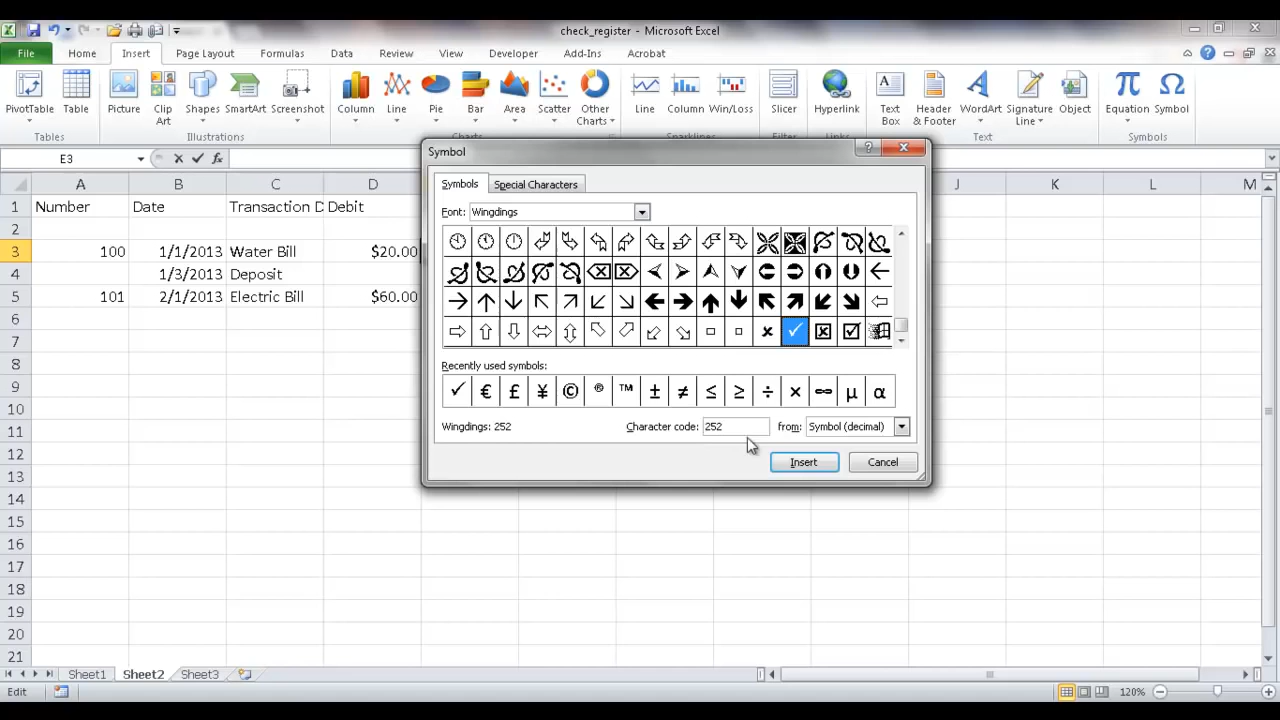 check_register - Microsoft Excel
File Home Insert Page Layout Formulas Data Review View Developer Add-Ins Acrobat
PivotTable Table Picture Clip Art Shapes SmartArt Screenshot Column Line Pie Bar Area Scatter Other Charts Line Column Win/Loss Slicer Hyperlink Text Box Header & Footer WordArt Signature Line Object Equation Symbol
Tables Illustrations Charts Sparklines Filter Links Text Symbols
E3 fx
A B C D J K L M
1 Number Date Transaction D Debit
2
3 100 1/1/2013 Water Bill $20.00
4 1/3/2013 Deposit
5 101 2/1/2013 Electric Bill $60.00
6
7
8
9
10
11
12
13
14
15
16
17
18
19
20
21
Symbol
Symbols Special Characters
Font: Wingdings
Recently used symbols:
✓ € £ ¥ © ® ™ ± ≠ ≤ ≥ ÷ × ∞ µ α
Wingdings: 252 Character code: 252 from: Symbol (decimal)
Insert Cancel
Sheet1 Sheet2 Sheet3
Edit 120%